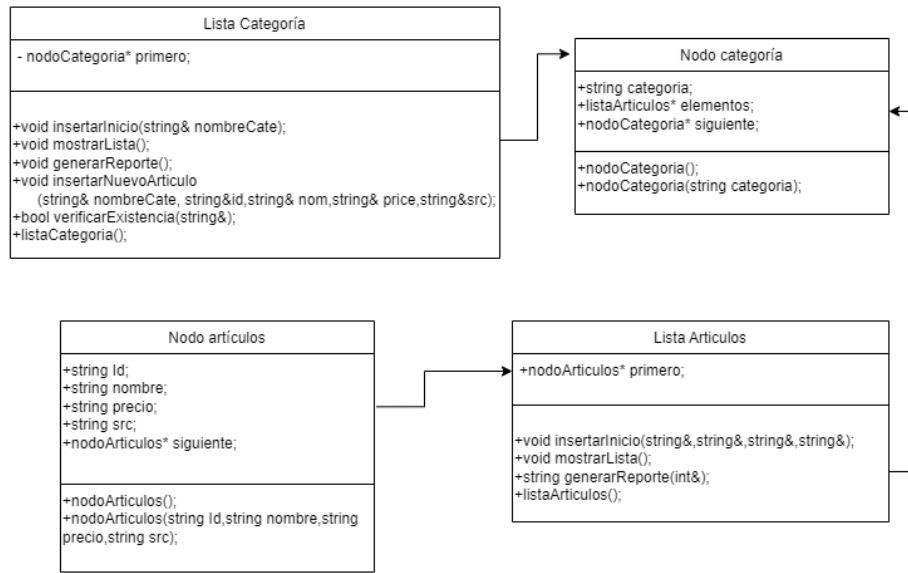 Lista Categoría
- nodoCategoria* primero;
+void insertarInicio(string& nombreCate);
+void mostrarLista();
+void generarReporte();
+void insertarNuevoArticulo
(string& nombreCate, string&id,string& nom,string& price,string&src);
+bool verificarExistencia(string&);
+listaCategoria();
Nodo categoría
+string categoria;
+listaArticulos* elementos;
+nodoCategoria* siguiente;
+nodoCategoria();
+nodoCategoria(string categoria);
Nodo artículos
+string Id;
+string nombre;
+string precio;
+string src;
+nodoArticulos* siguiente;
+nodoArticulos();
+nodoArticulos(string Id,string nombre,string
precio,string src);
Lista Articulos
+nodoArticulos* primero;
+void insertarInicio(string&,string&,string&,string&);
+void mostrarLista();
+string generarReporte(int&);
+listaArticulos();